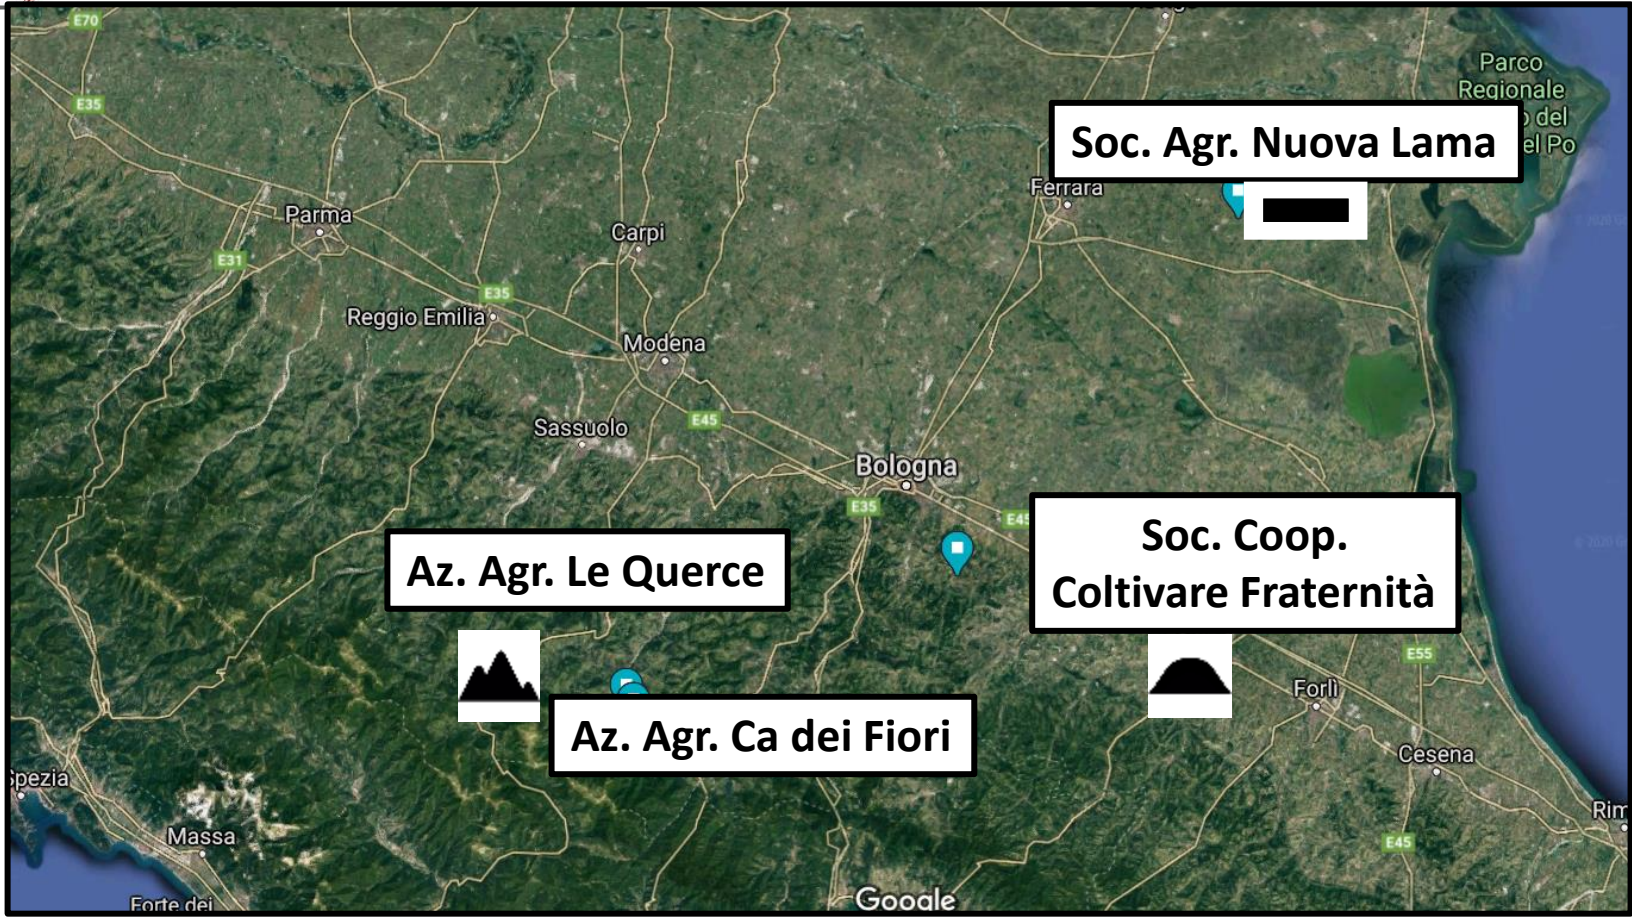 E70
Parco
Regionale
del
el Po
E35
Soc. Agr. Nuova Lama
Ferrara
Parma
Carpi
E31
E35
Reggio Emilia
Modena
Sassuolo
E45
Bologna
E35
E45
Az. Agr. Le Querce
Soc. Coop.
Coltivare Fraternità
E55
Forlì
Az. Agr. Ca dei Fiori
Cesena
pezia
Rim
Massa
E45
Forte dei
Google